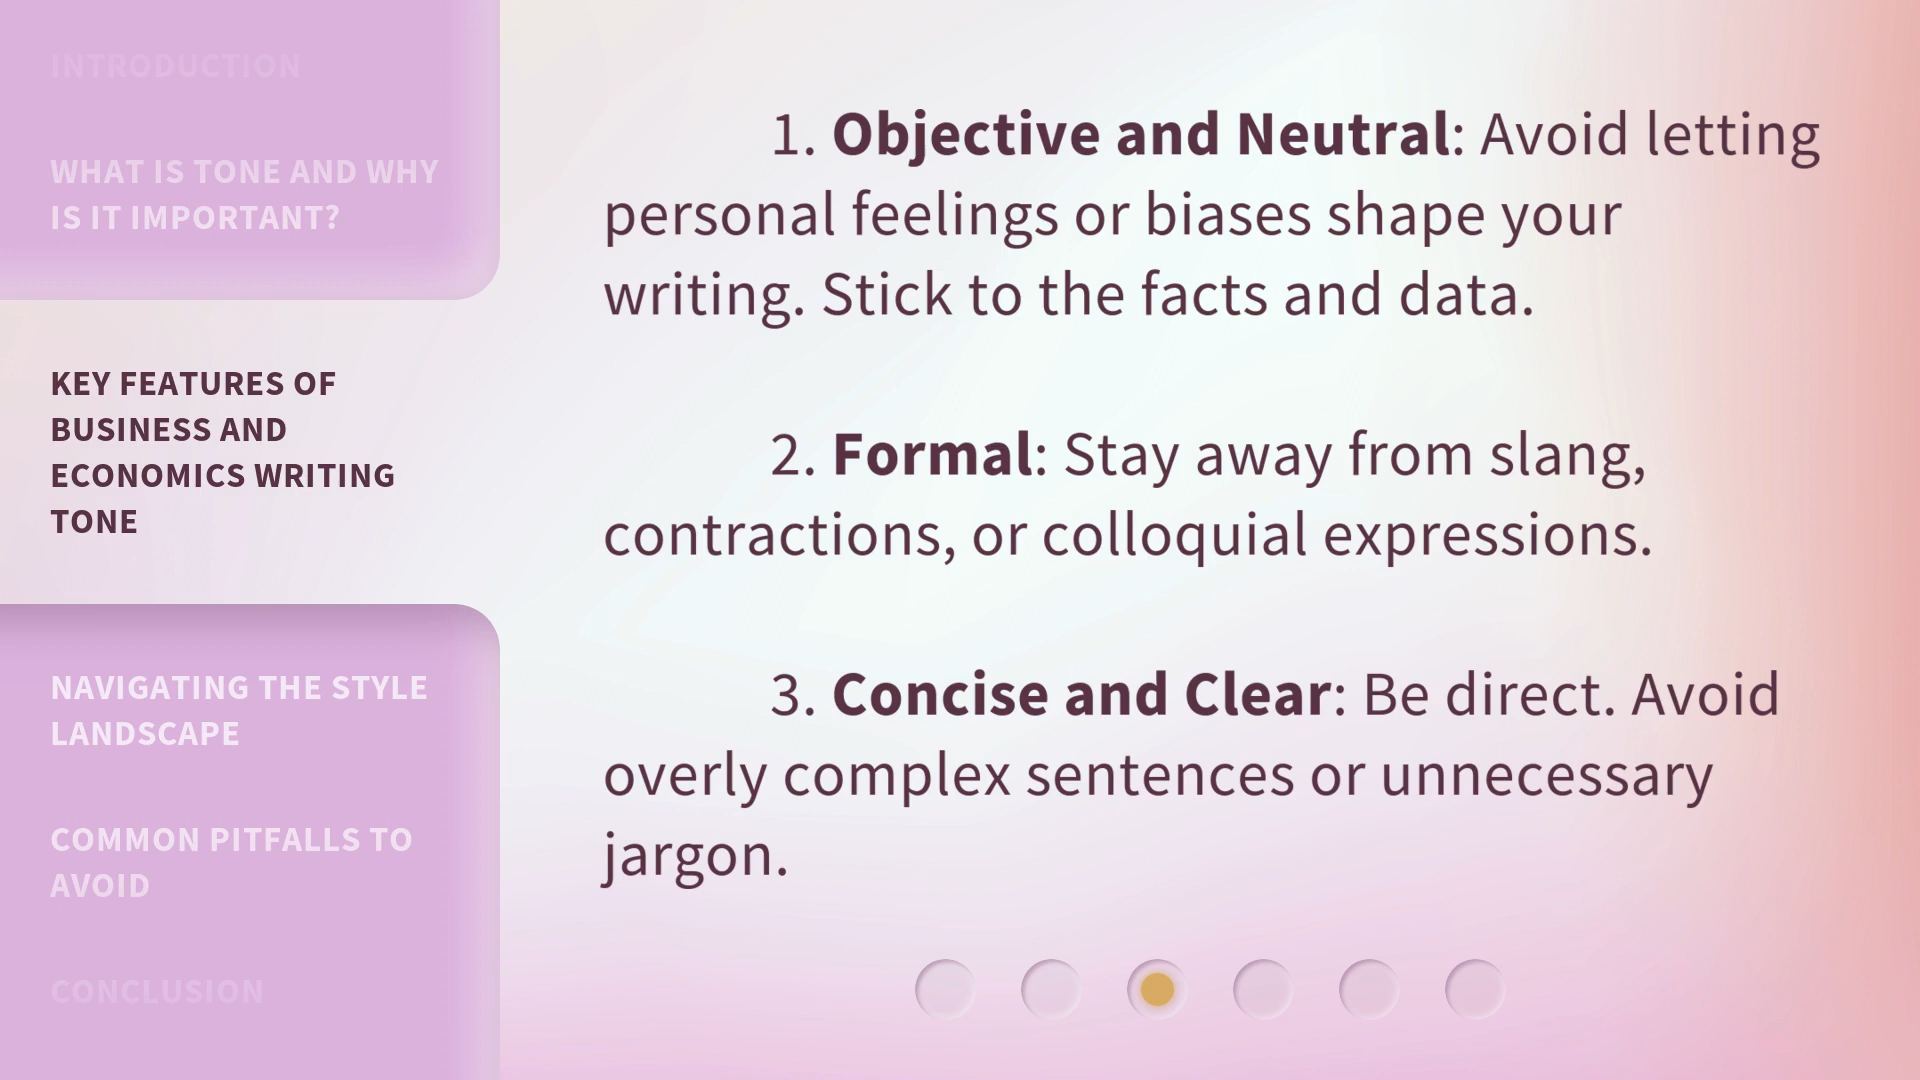 INTRODUCTION
WHAT IS TONE AND WHY
IS IT IMPORTANT?
KEY FEATURES OF
BUSINESS AND
ECONOMICS WRITING
TONE
NAVIGATING THE STYLE
LANDSCAPE
COMMON PITFALLS TO
AVOID
CONCLUSION
1. Objective and Neutral: Avoid letting
personal feelings or biases shape your
writing. Stick to the facts and data.
2. Formal: Stay away from slang,
contractions, or colloquial expressions.
3. Concise and Clear: Be direct. Avoid
overly complex sentences or unnecessary
jargon.